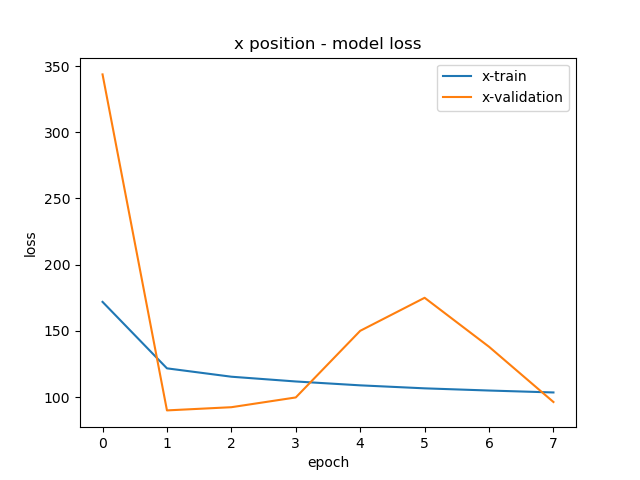 x position - model loss
350
300
250
200
150
100
loss
x-train
x-validation
0 1 2 3 4 5 6 7
epoch